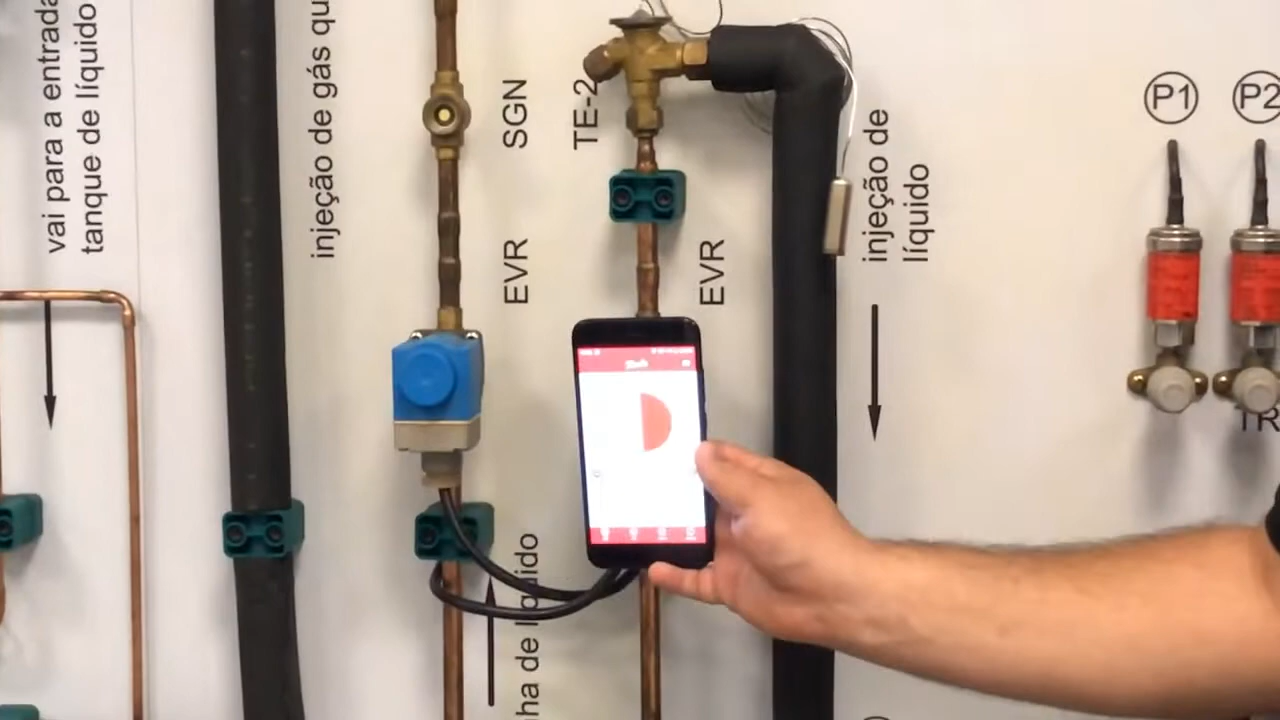 vai para a entrada
tanque de líquido
injeção de gás qu
SGN
TE-2
EVR
EVR
injeção de
líquido
P1
P2
TR
nha de líquido